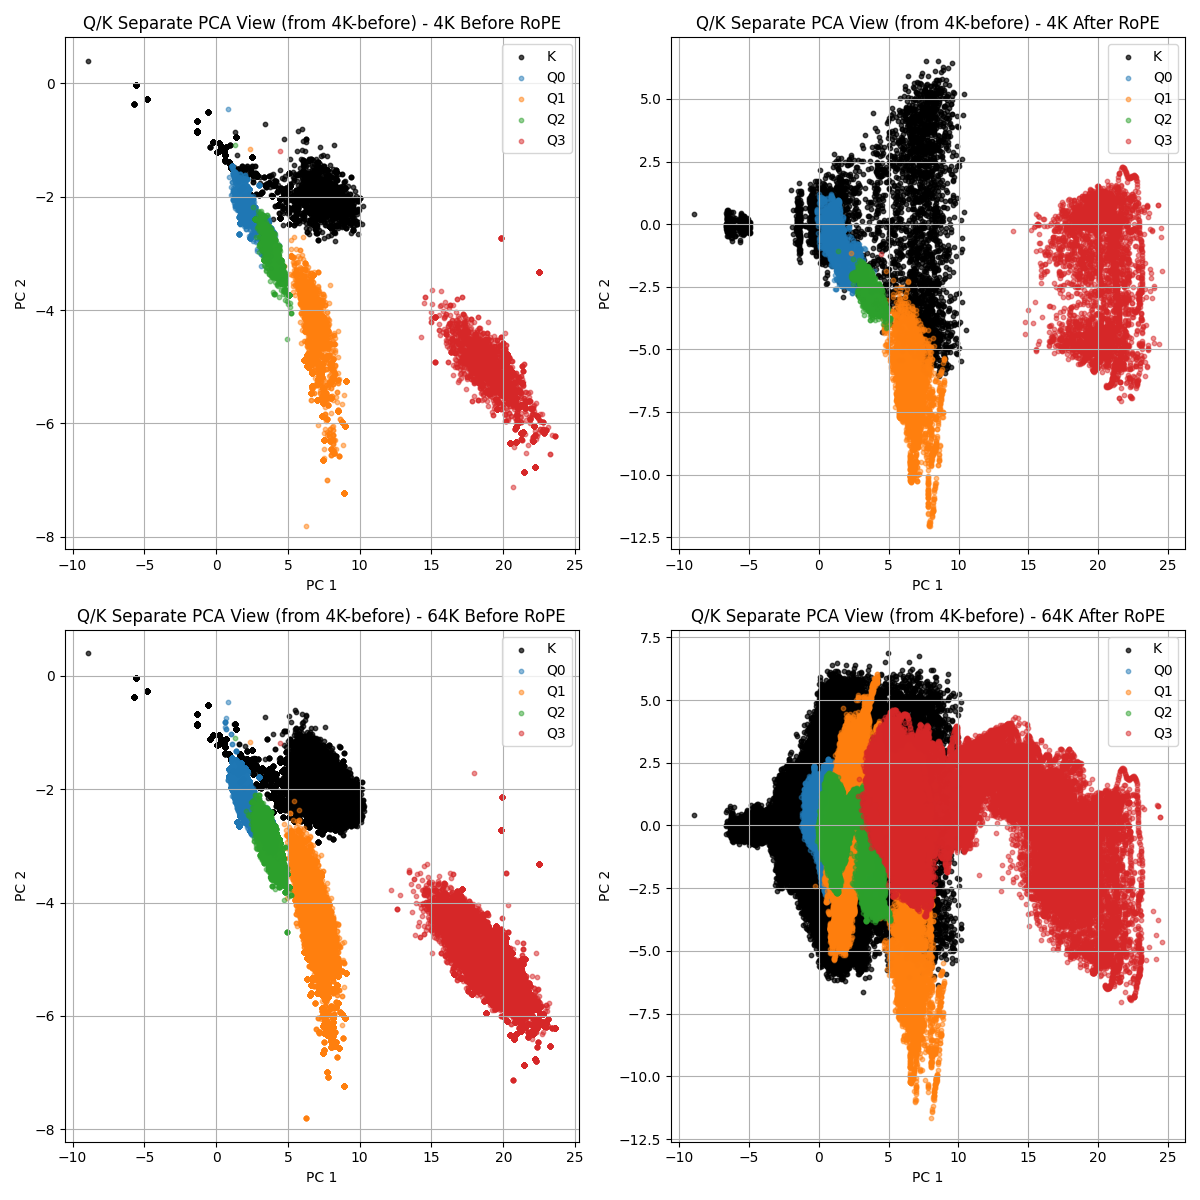 Q/K Separate PCA View (from 4K-before) - 4K Before RoPE
K
Q0
Q1
Q2
Q3
0
−2
−4
−6
−8
PC 2
−10
−5
0
5
10
15
20
25
PC 1
Q/K Separate PCA View (from 4K-before) - 4K After RoPE
K
Q0
Q1
Q2
Q3
5.0
2.5
0.0
−2.5
−5.0
−7.5
−10.0
−12.5
PC 2
−10
−5
0
5
10
15
20
25
PC 1
Q/K Separate PCA View (from 4K-before) - 64K Before RoPE
K
Q0
Q1
Q2
Q3
0
−2
−4
−6
−8
PC 2
−10
−5
0
5
10
15
20
25
PC 1
Q/K Separate PCA View (from 4K-before) - 64K After RoPE
K
Q0
Q1
Q2
Q3
7.5
5.0
2.5
0.0
−2.5
−5.0
−7.5
−10.0
−12.5
PC 2
−10
−5
0
5
10
15
20
25
PC 1